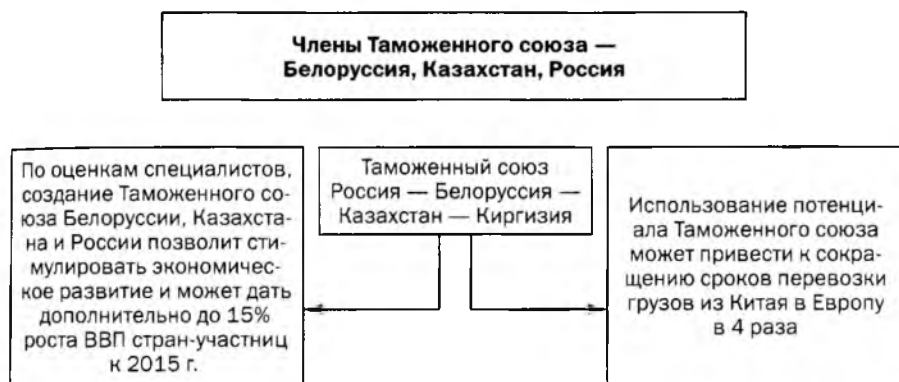 Члены Таможенного союза —
Белоруссия, Казахстан, Россия
По оценкам специалистов,
создание Таможенного со-
юза Белоруссии, Казахста-
на и России позволит сти-
мулировать экономичес-
кое развитие и может дать
дополнительно до 15%
роста ВВП стран-участниц
к 2015 г.
Таможенный союз
Россия — Белоруссия —
Казахстан — Киргизия
Использование потенци-
ала Таможенного союза
может привести к сокра-
щению сроков перевозки
грузов из Китая в Европу
в 4 раза